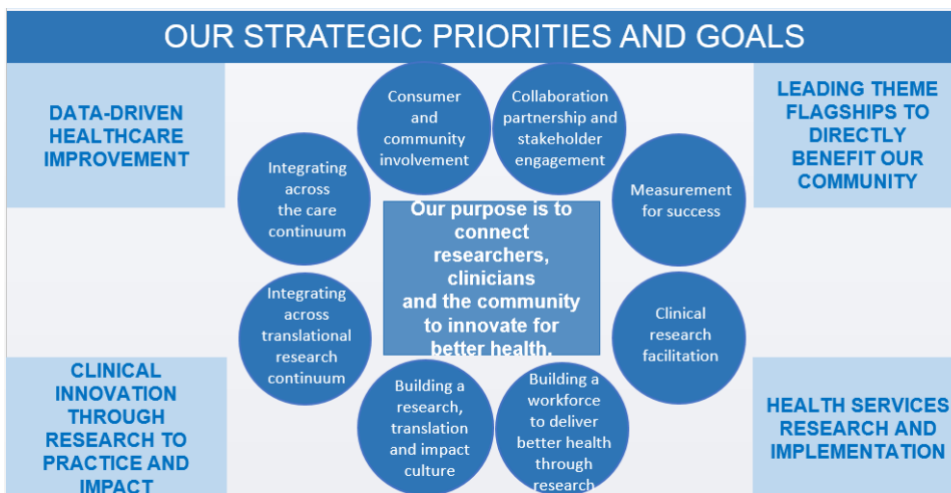 OUR STRATEGIC PRIORITIES AND GOALS
DATA-DRIVEN
HEALTHCARE
IMPROVEMENT
Consumer
and
community
involvement
Collaboration
partnership and
stakeholder
engagement
LEADING THEME
FLAGSHIPS TO
DIRECTLY
BENEFIT OUR
COMMUNITY
Integrating
across
the care
continuum
Measurement
for success
Our purpose is to
connect
researchers,
clinicians
and the community
to innovate for
better health.
Integrating
across
translational
research
continuum
Clinical
research
facilitation
CLINICAL
INNOVATION
THROUGH
RESEARCH TO
PRACTICE AND
IMPACT
Building a
research,
translation
and impact
culture
Building a
workforce
to deliver
better health
through
research
HEALTH SERVICES
RESEARCH AND
IMPLEMENTATION